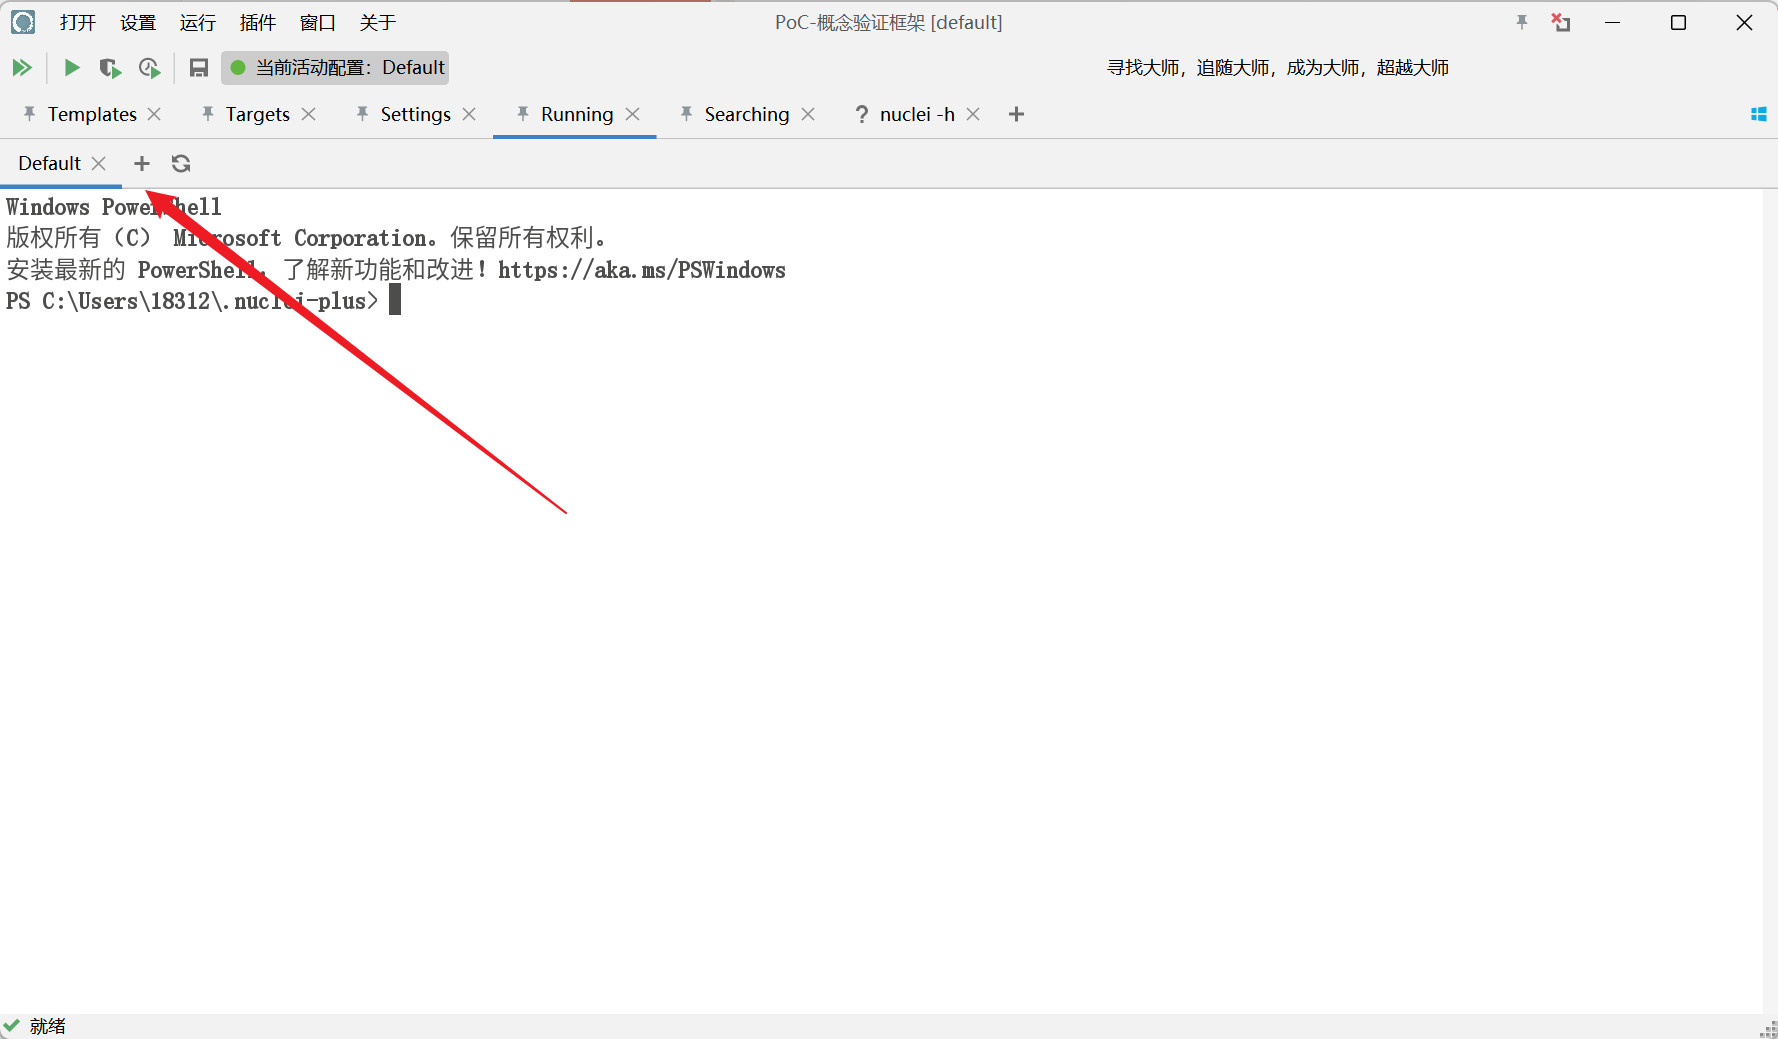 打开 设置 运行 插件 窗口 关于 PoC-概念验证框架 [default]
当前活动配置：Default 寻找大师，追随大师，成为大师，超越大师
Templates Targets Settings Running Searching ? nuclei -h
Default
Windows PowerShell
版权所有（C） Microsoft Corporation。保留所有权利。
安装最新的 PowerShell，了解新功能和改进！https://aka.ms/PSWindows
PS C:\Users\18312\.nuclei-plus>
就绪